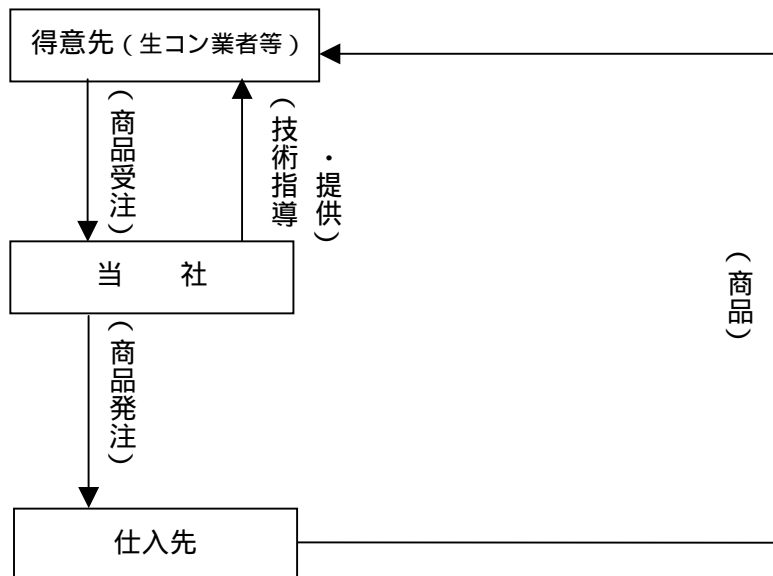 得意先（生コン業者等）
（商品受注）
（技術指導
・提供）
当　　社
（商品）
（商品発注）
仕入先